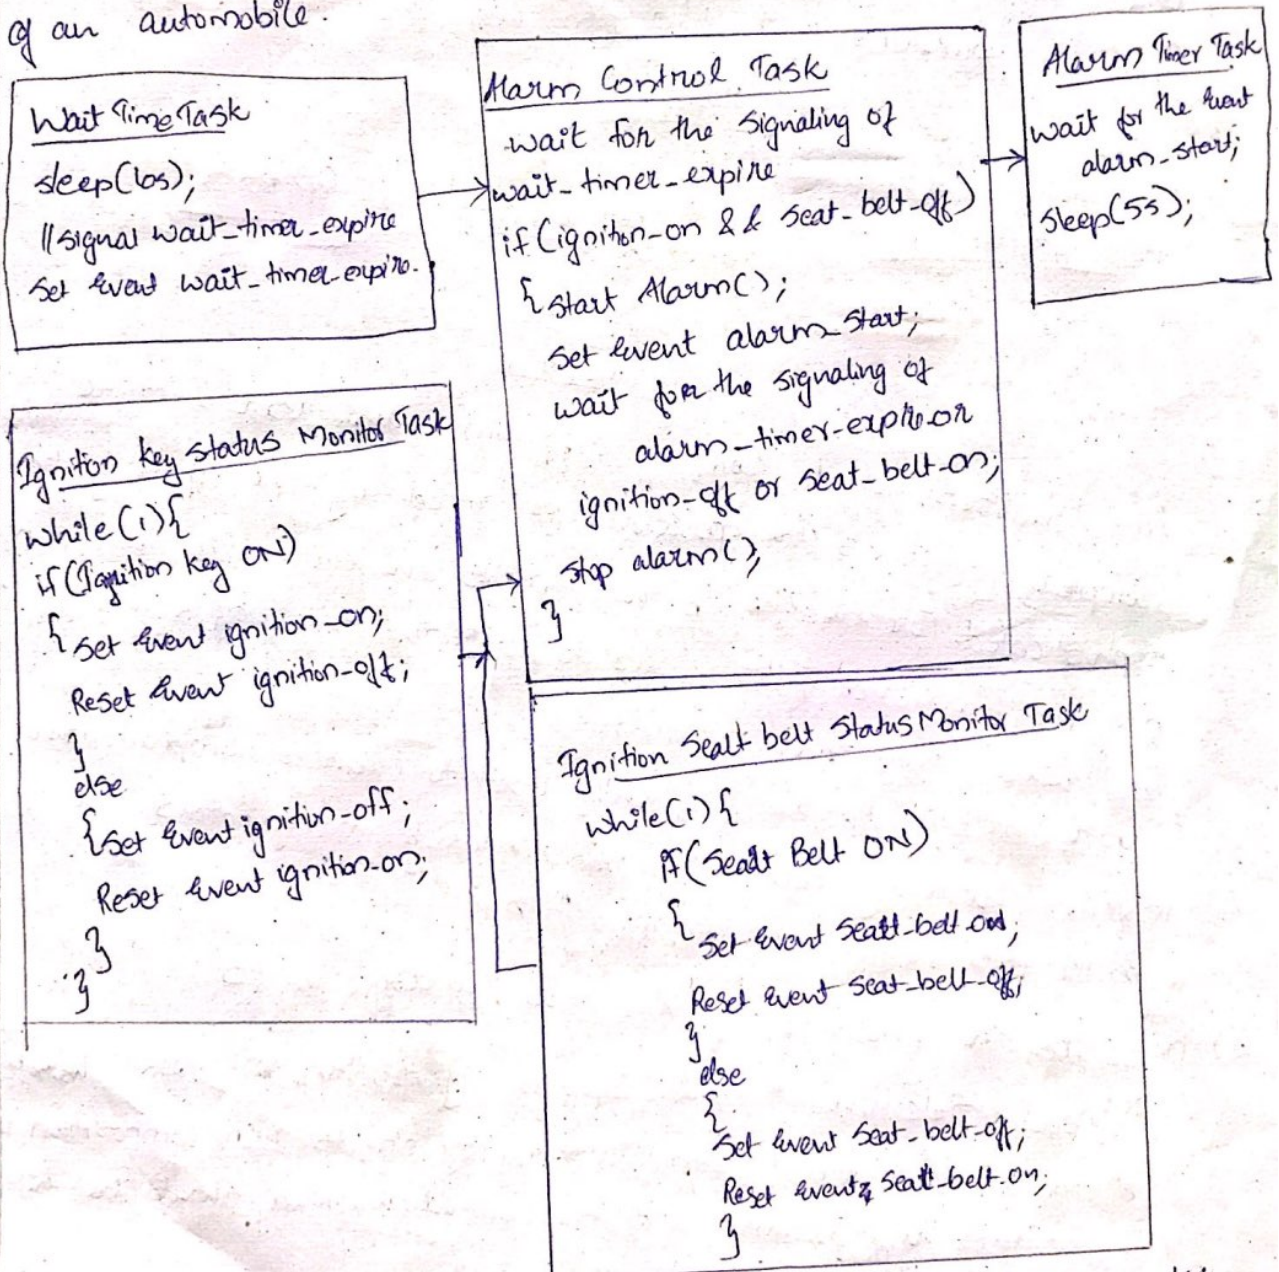 of an automobile.
Wait Time Task
sleep(10s);
//signal wait_timer_expire
Set Event wait_timer_expire.
Alarm Control Task
wait for the signaling of
wait_timer_expire
if (ignition_on && seat_belt_off)
{ Start Alarm();
Set Event alarm_start;
wait for the signaling of
alarm_timer_expire or
ignition_off or seat_belt_on;
stop alarm();
}
Alarm Timer Task
wait for the Event
alarm_start;
Sleep(5s);
Ignition key status Monitor Task
while(1){
if (Ignition key ON)
{ Set Event ignition_on;
Reset Event ignition_off;
}
else
{ Set Event ignition_off;
Reset Event ignition_on;
}
}
Ignition Sealt belt Status Monitor Task
while(1){
if (Seat Belt ON)
{
Set Event Seat_belt_on;
Reset Event Seat_belt_off;
}
else
{
Set Event Seat_belt_off;
Reset Event Seat_belt_on;
}